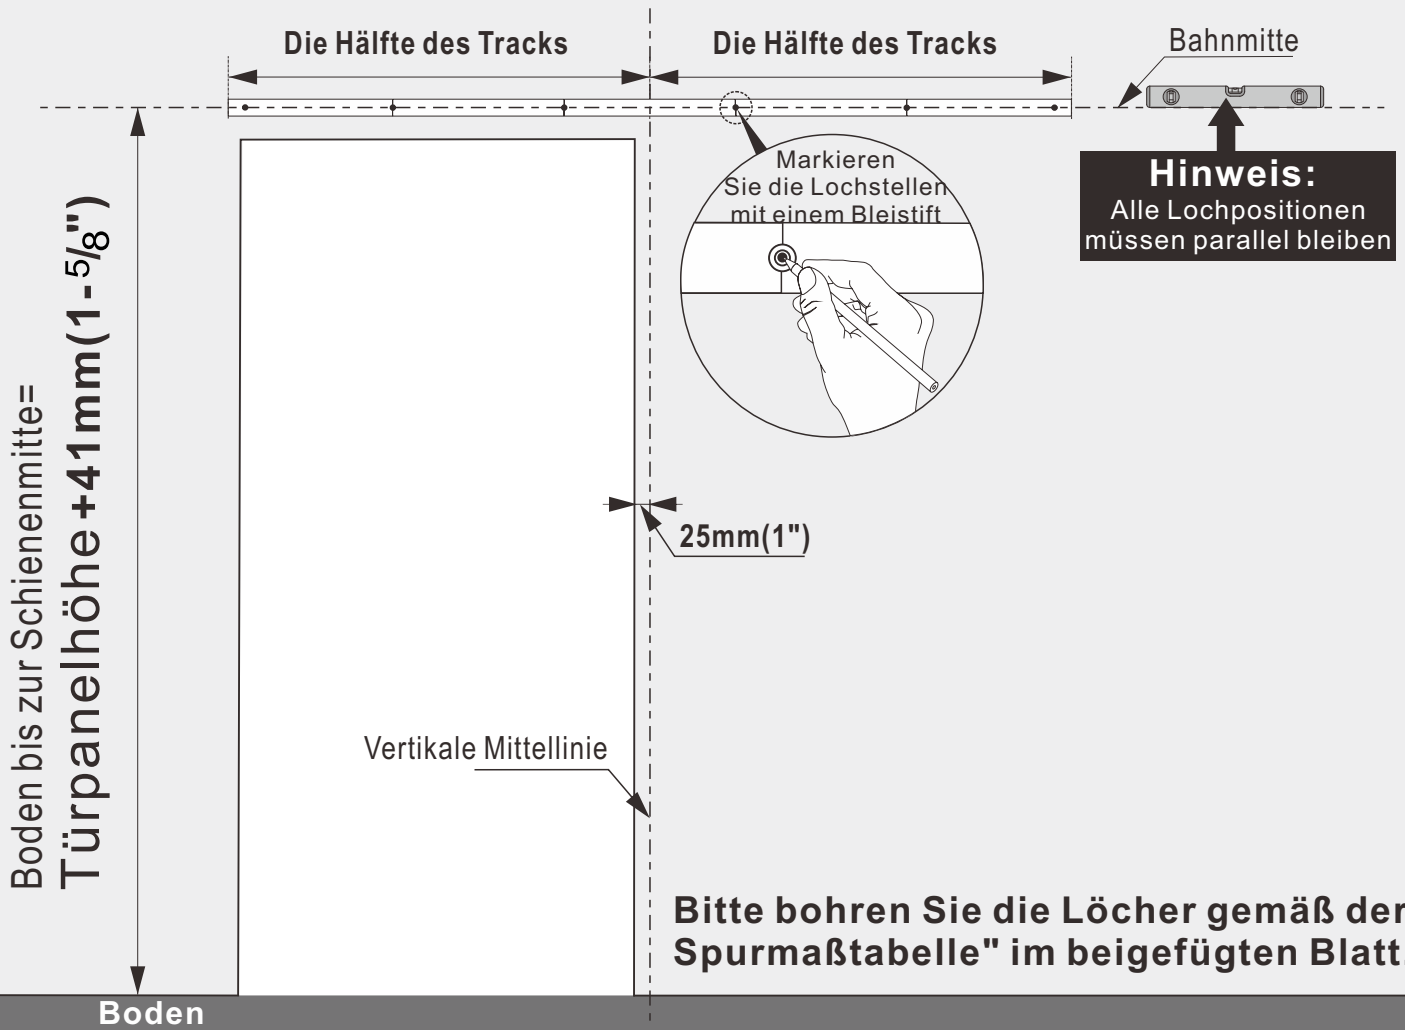 Die Hälfte des Tracks
Die Hälfte des Tracks
Bahnmitte
Markieren
Sie die Lochstellen
mit einem Bleistift
Hinweis:
Alle Lochpositionen
müssen parallel bleiben
Boden bis zur Schienenmitte=
Türpanelhöhe+41mm(1-5/8")
25mm(1")
Vertikale Mittellinie
Bitte bohren Sie die Löcher gemäß der
Spurmaßtabelle" im beigefügten Blatt.
Boden